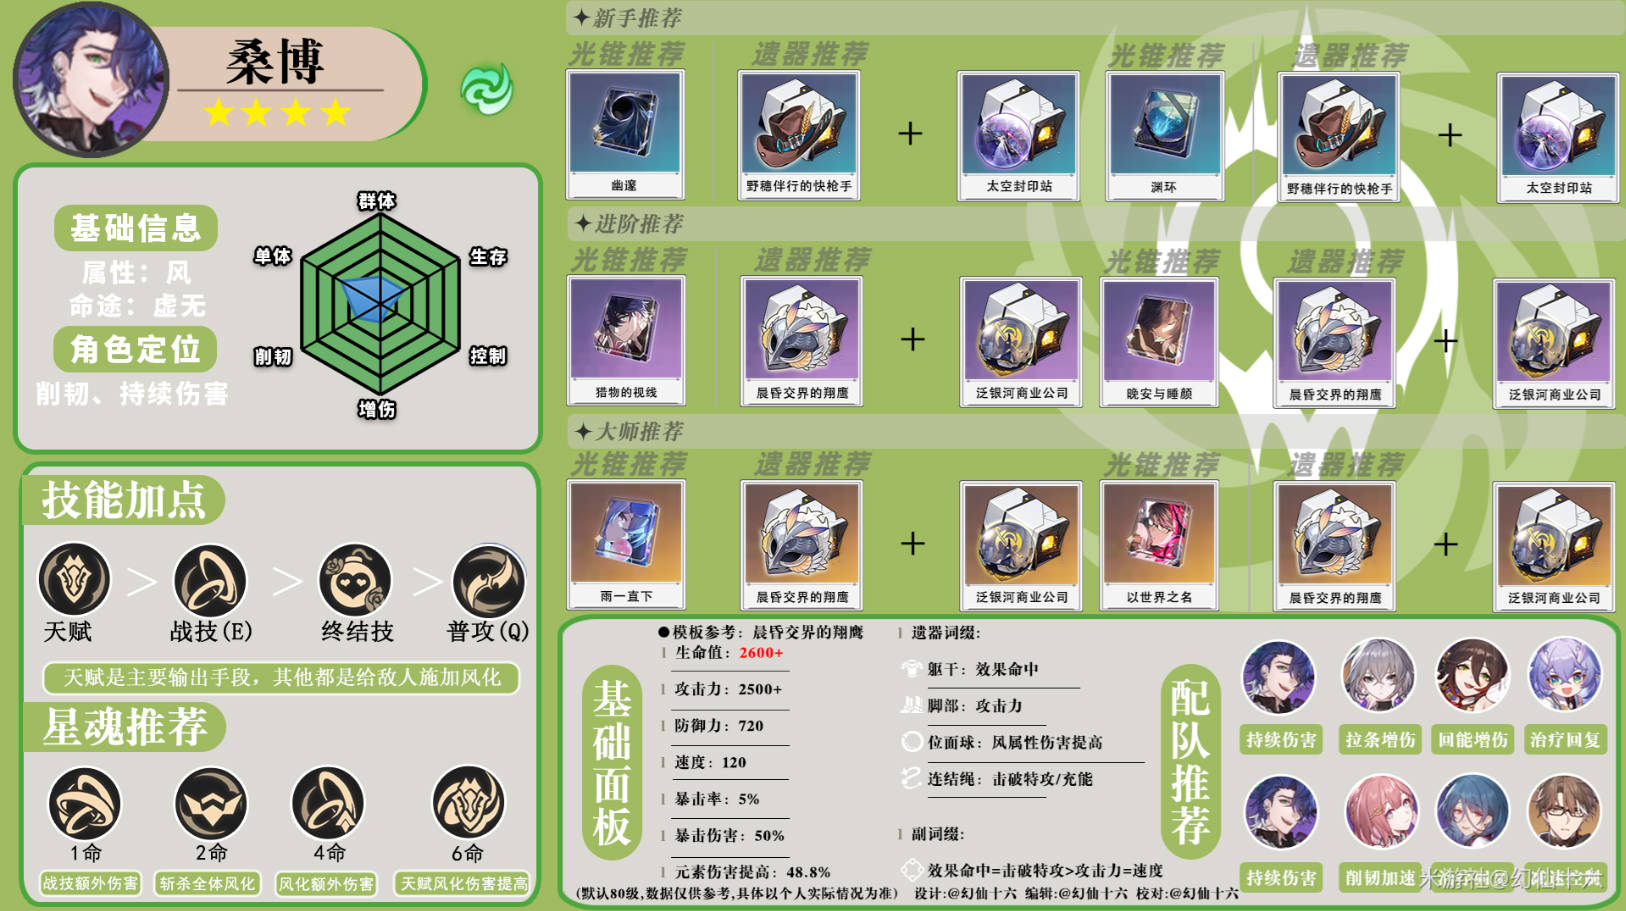 桑博
基础信息
属性：风
命途：虚无
角色定位
削韧、持续伤害
群体
单体
生存
削韧
控制
增伤
技能加点
天赋
>
战技(E)
>
终结技
>
普攻(Q)
天赋是主要输出手段，其他都是给敌人施加风化
星魂推荐
1命
2命
4命
6命
战技额外伤害
斩杀全体风化
风化额外伤害
天赋风化伤害提高
新手推荐
光锥推荐
遗器推荐
光锥推荐
遗器推荐
幽邃
野穗伴行的快枪手
+
太空封印站
渊环
野穗伴行的快枪手
+
太空封印站
进阶推荐
光锥推荐
遗器推荐
光锥推荐
遗器推荐
猎物的视线
晨昏交界的翔鹰
+
泛银河商业公司
晚安与睡颜
晨昏交界的翔鹰
+
泛银河商业公司
大师推荐
光锥推荐
遗器推荐
光锥推荐
遗器推荐
雨一直下
晨昏交界的翔鹰
+
泛银河商业公司
以世界之名
晨昏交界的翔鹰
+
泛银河商业公司
基础面板
●模板参考：晨昏交界的翔鹰
生命值：2600+
攻击力：2500+
防御力：720
速度：120
暴击率：5%
暴击伤害：50%
元素伤害提高：48.8%
遗器词缀:
躯干：效果命中
脚部：攻击力
位面球：风属性伤害提高
连结绳：击破特攻/充能
副词缀:
效果命中=击破特攻>攻击力=速度
(默认80级,数据仅供参考,具体以个人实际情况为准)
设计:@幻仙十六 编辑:@幻仙十六 校对:@幻仙十六
配队推荐
持续伤害
拉条增伤
回能增伤
治疗回复
持续伤害
削韧加速
米游社@幻仙十六